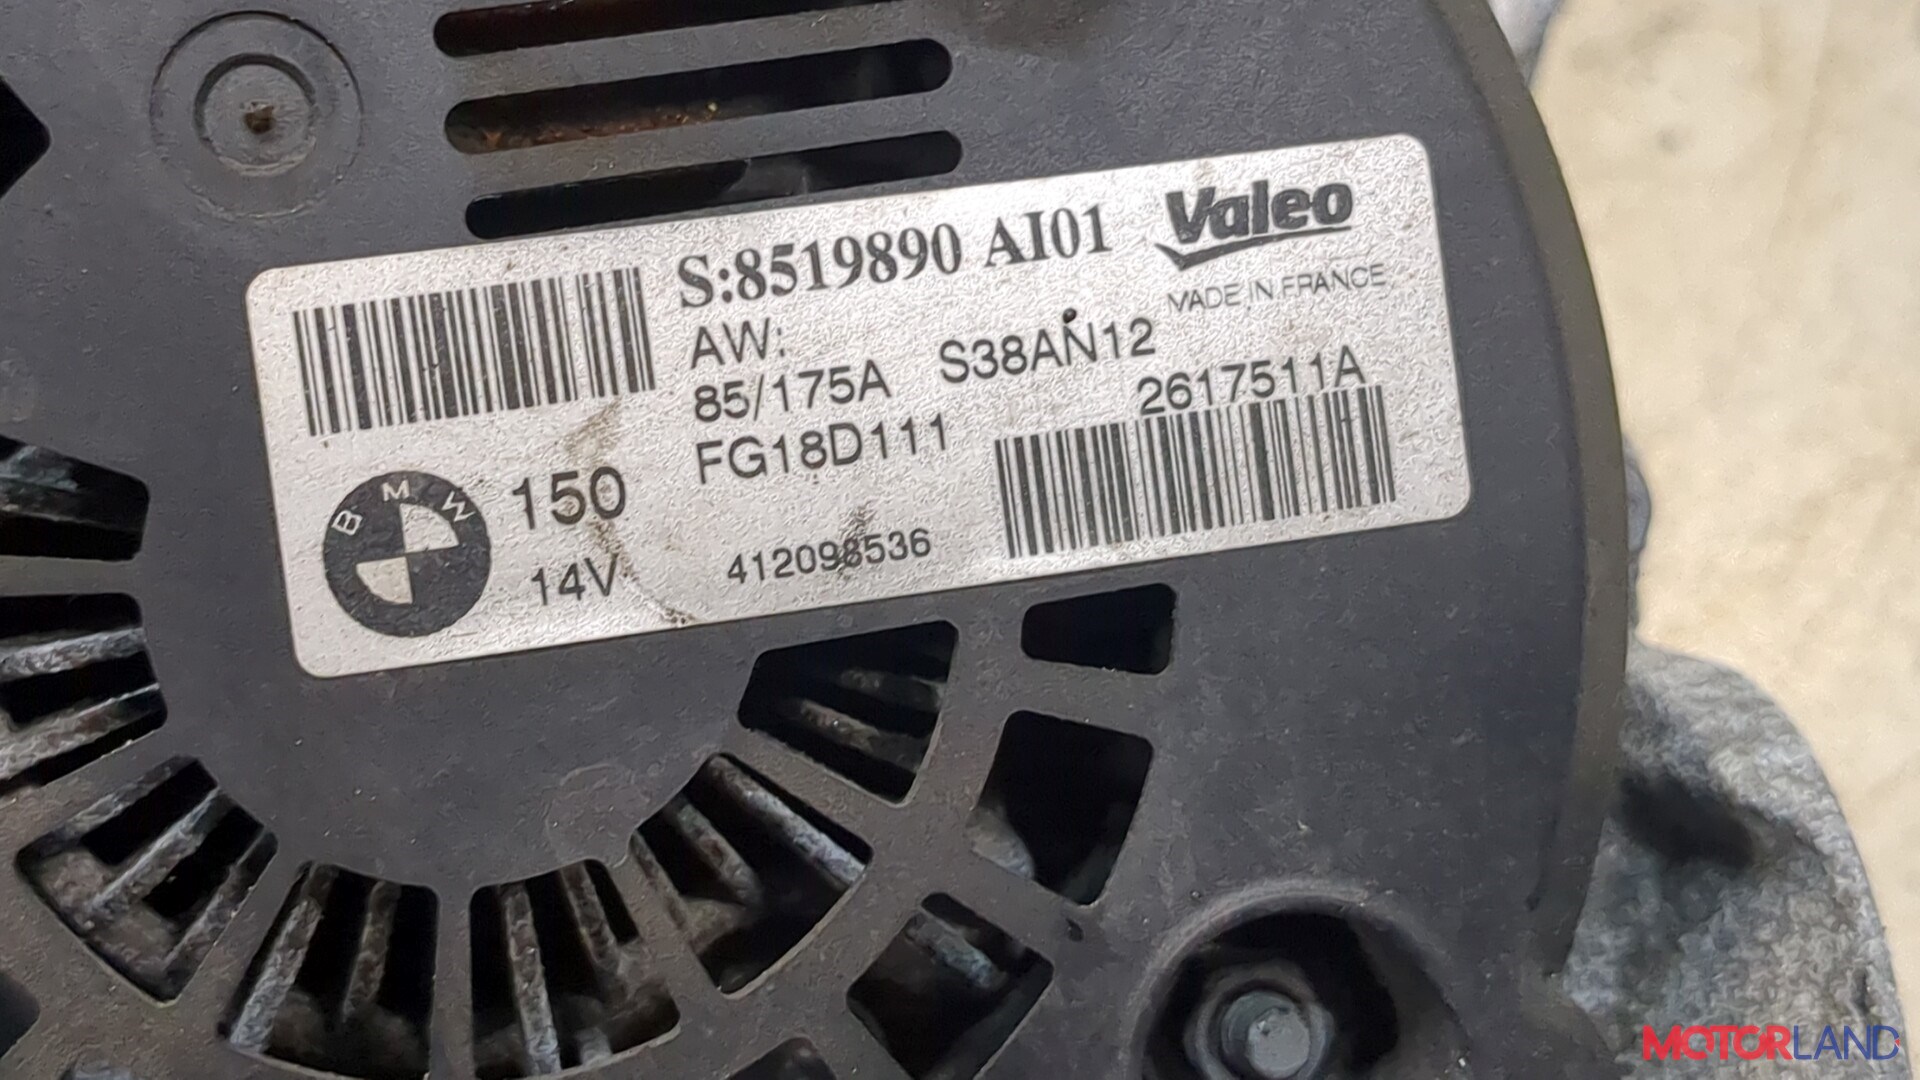 S:8519890 AI01
Valeo
MADE IN FRANCE
AW:
85/175A
S38AN12
FG18D111
2617511A
BMW
150
14V
412098536
MOTORLAND